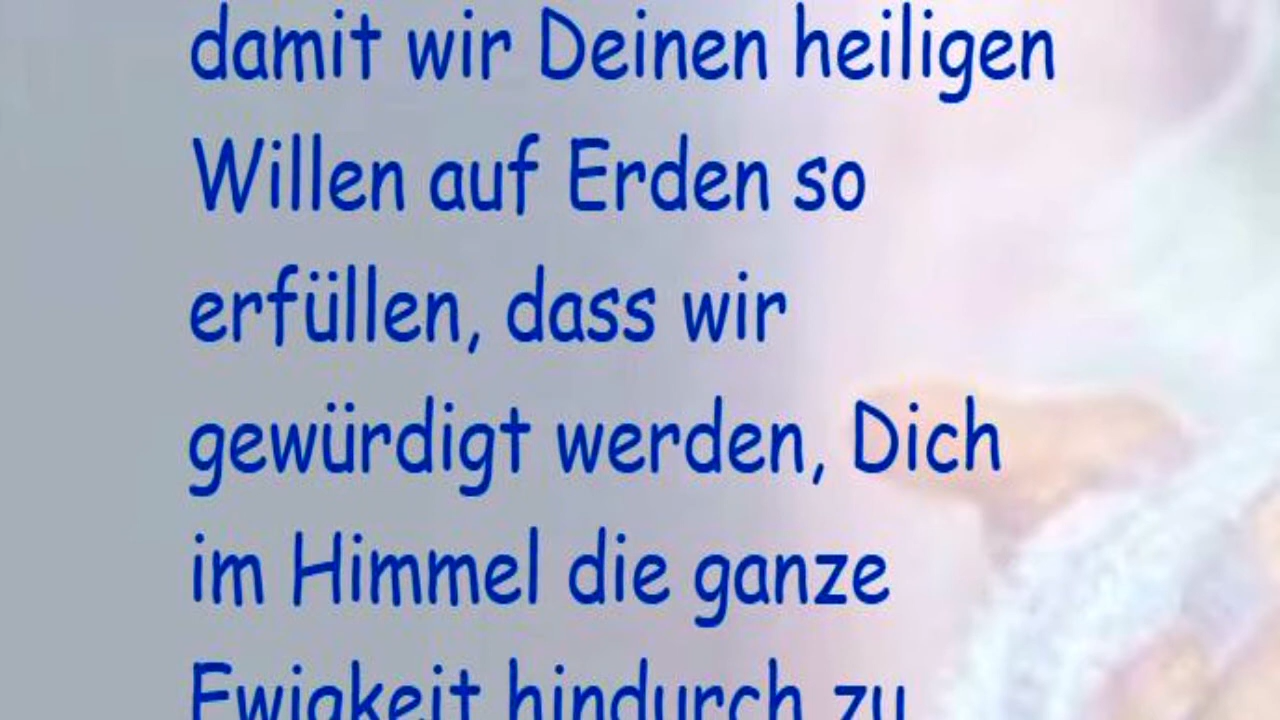 damit wir Deinen heiligen
Willen auf Erden so
erfüllen, dass wir
gewürdigt werden, Dich
im Himmel die ganze
Ewigkeit hindurch zu